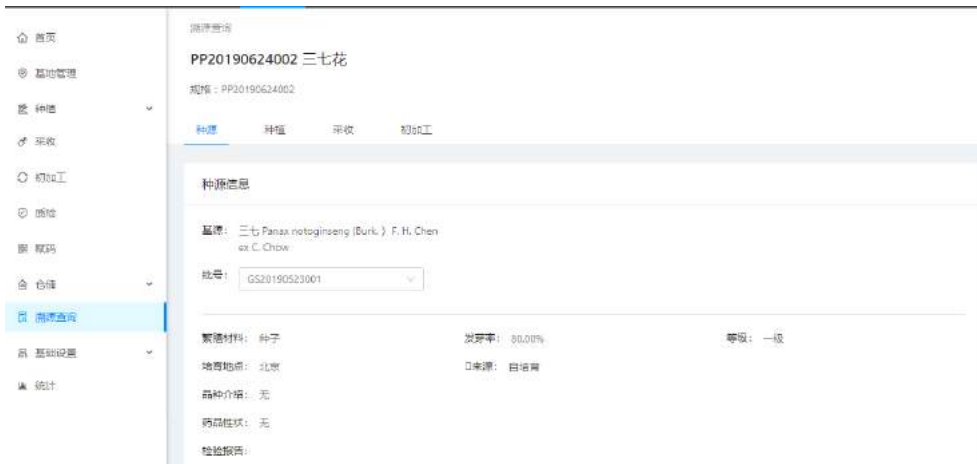 首页
基地管理
种植
采收
初加工
质检
赋码
仓储
溯源查询
基础设置
统计
溯源查询
PP20190624002 三七花
规格：PP20190624002
种源 种植 采收 初加工
种源信息
基源： 三七 Panax notoginseng (Burk.) F. H. Chen
ex C. Chow
批号： GS20190523001
繁殖材料： 种子 发芽率： 80.00% 等级： 一级
培育地点： 北京 来源： 自培育
品种介绍： 无
药品性状： 无
检验报告：